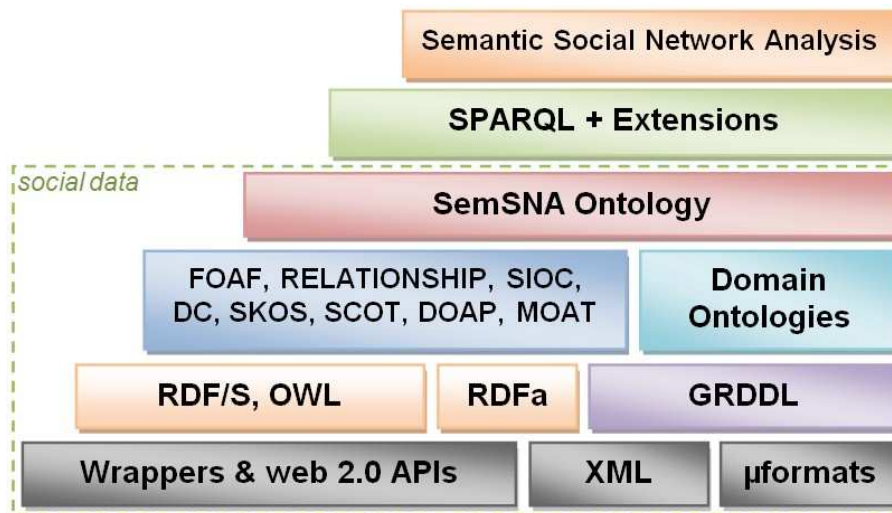 Semantic Social Network Analysis
SPARQL + Extensions
social data
SemSNA Ontology
FOAF, RELATIONSHIP, SIOC,
DC, SKOS, SCOT, DOAP, MOAT
Domain
Ontologies
RDF/S, OWL
RDFa
GRDDL
Wrappers & web 2.0 APIs
XML
µformats